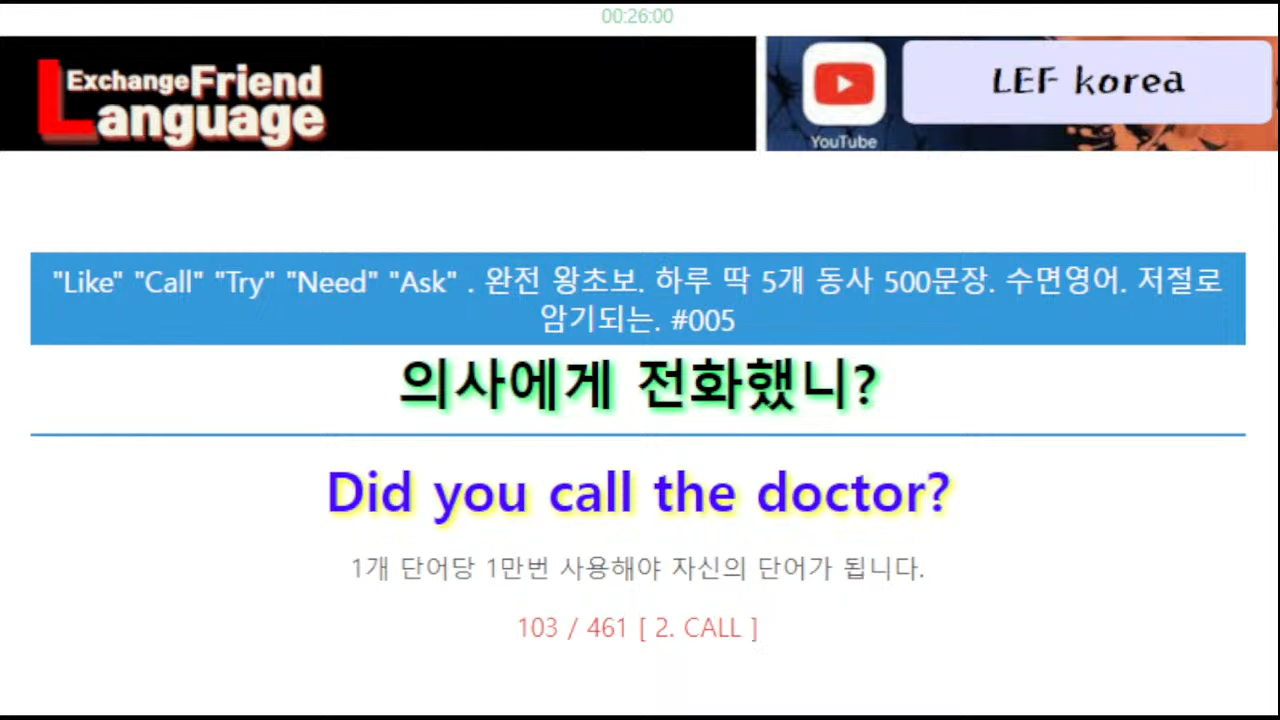 00:26:00
ExchangeFriend
Language
YouTube
LEF korea
"Like" "Call" "Try" "Need" "Ask" . 완전 왕초보. 하루 딱 5개 동사 500문장. 수면영어. 저절로
암기되는. #005
의사에게 전화했니?
Did you call the doctor?
1개 단어당 1만번 사용해야 자신의 단어가 됩니다.
103 / 461 [ 2. CALL ]